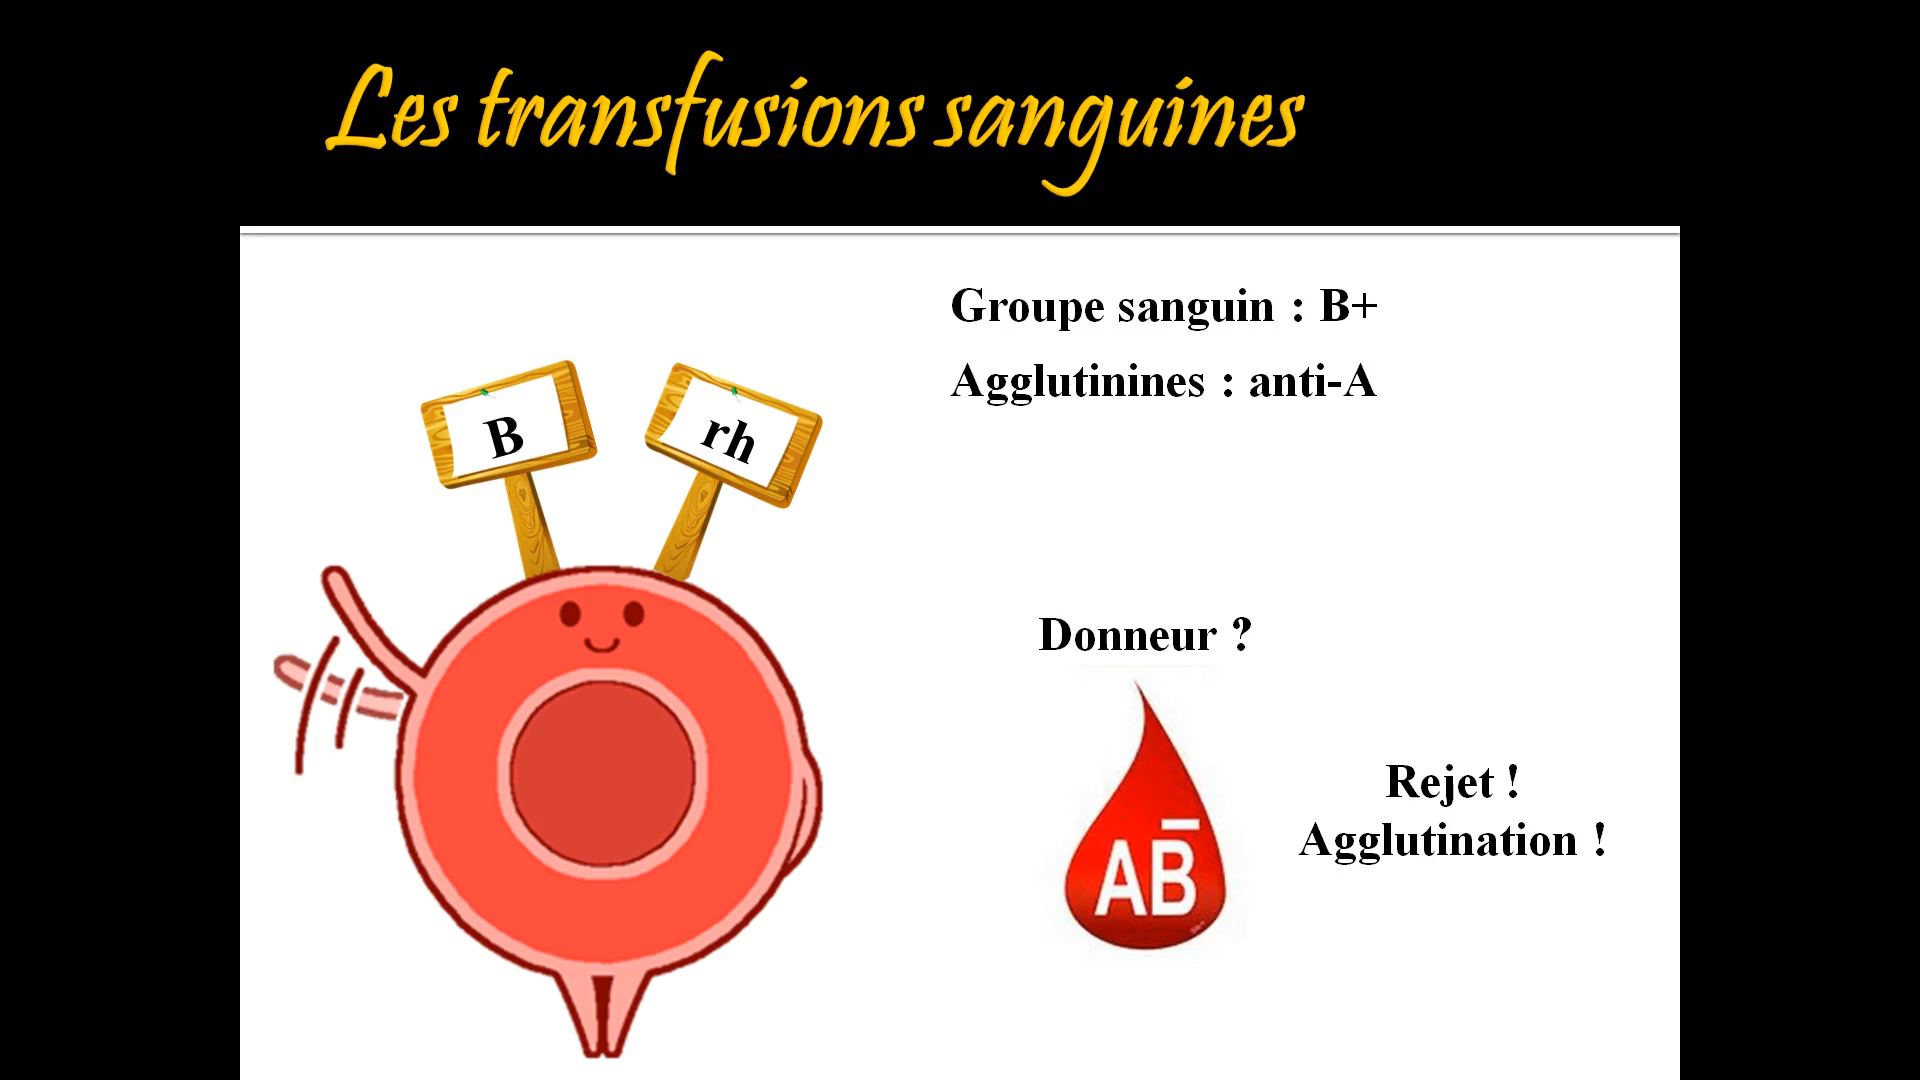 Les transfusions sanguines
Groupe sanguin : B+
Agglutinines : anti-A
B
rh
Donneur ?
Rejet !
Agglutination !
AB̅